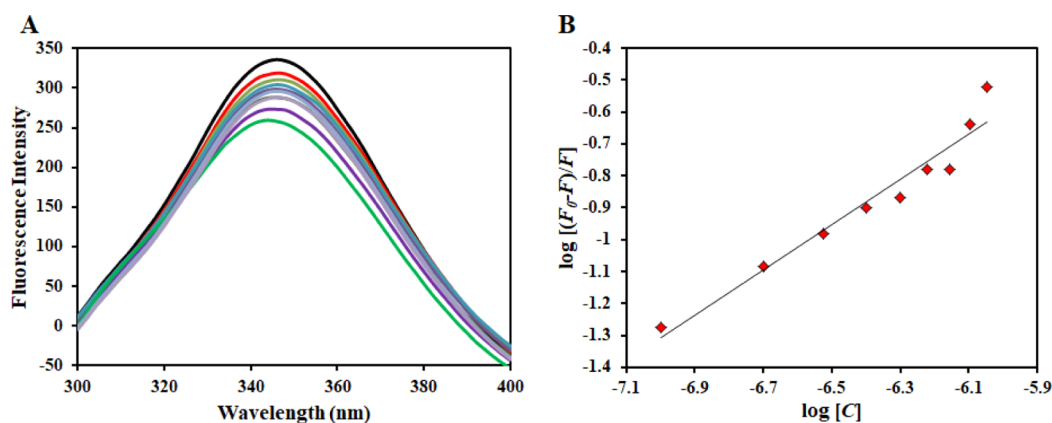 A
350
300
250
200
150
100
50
0
-50
300 320 340 360 380 400
Fluorescence Intensity
Wavelength (nm)
B
-0.4
-0.5
-0.6
-0.7
-0.8
-0.9
-1
-1.1
-1.2
-1.3
-1.4
-7.1 -6.9 -6.7 -6.5 -6.3 -6.1 -5.9
log [(F₀-F)/F]
log [C]